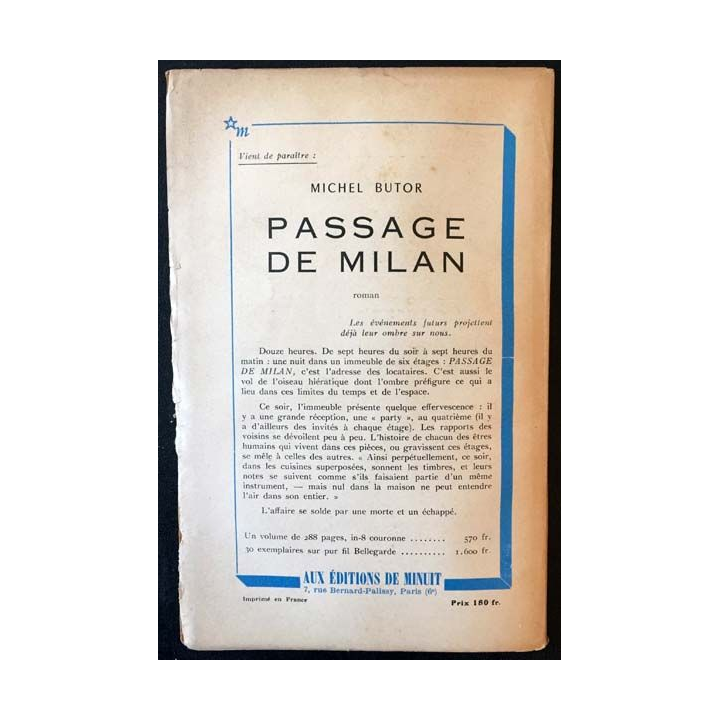 m
Vient de paraître :
MICHEL BUTOR
PASSAGE
DE MILAN
roman
Les événements futurs projettent
déjà leur ombre sur nous.
Douze heures. De sept heures du soir à sept heures du
matin : une nuit dans un immeuble de six étages : PASSAGE
DE MILAN, c'est l'adresse des locataires. C'est aussi le
vol de l'oiseau hiératique dont l'ombre préfigure ce qui a
lieu dans ces limites du temps et de l'espace.
Ce soir, l'immeuble présente quelque effervescence : il
y a une grande réception, une « party », au quatrième (il y
a d'ailleurs des invités à chaque étage). Les rapports des
voisins se dévoilent peu à peu. L'histoire de chacun des êtres
humains qui vivent dans ces pièces, ou gravissent ces étages,
se mêle à celles des autres. « Ainsi perpétuellement, ce soir,
dans les cuisines superposées, sonnent les timbres, et leurs
notes se suivent comme s'ils faisaient partie d'un même
instrument, — mais nul dans la maison ne peut entendre
l'air dans son entier. »
L'affaire se solde par une morte et un échappé.
Un volume de 288 pages, in-8 couronne ........ 570 fr.
30 exemplaires sur pur fil Bellegarde .......... 1.600 fr.
AUX ÉDITIONS DE MINUIT
7, rue Bernard-Palissy, Paris (6e)
Imprimé en France
Prix 180 fr.